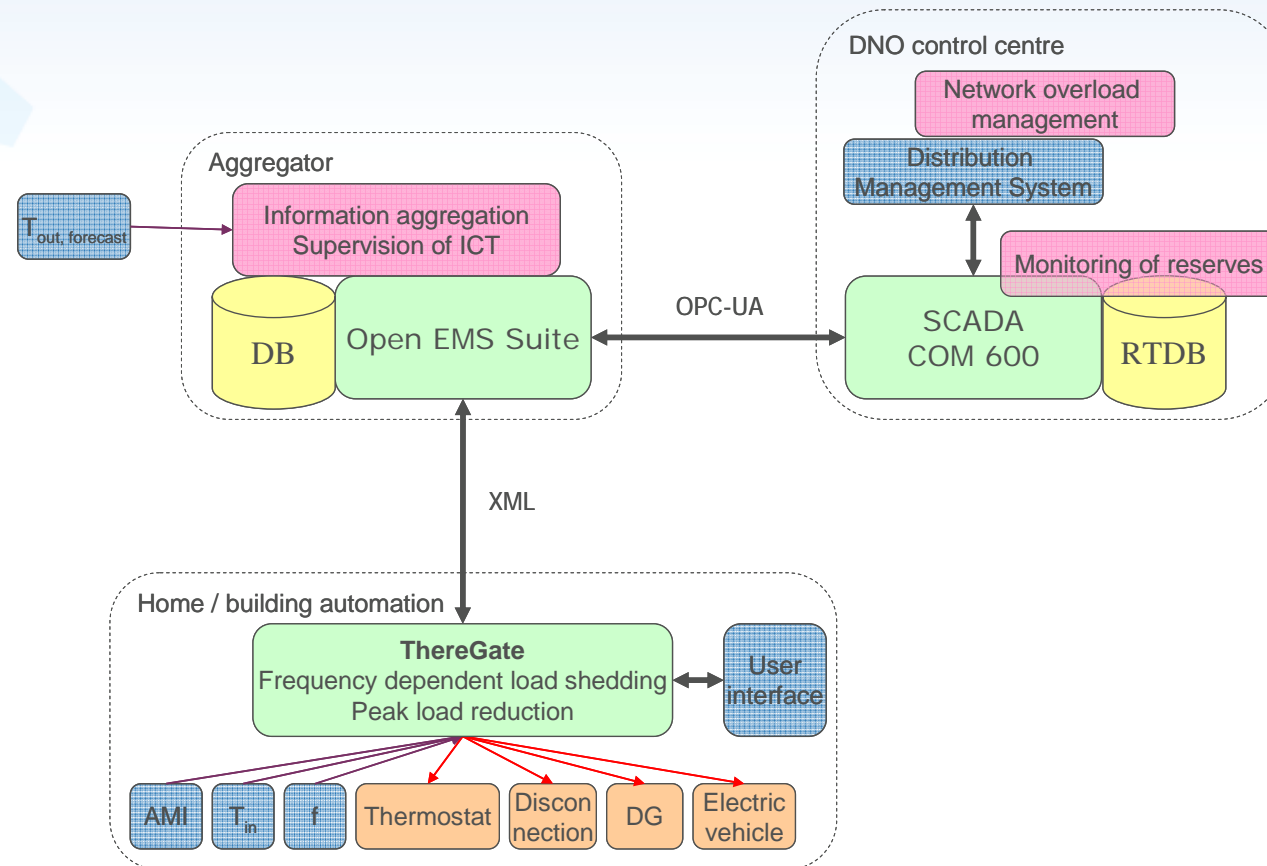 DNO control centre
Network overload
management
Distribution
Management System
Monitoring of reserves
SCADA
COM 600
RTDB
Aggregator
Information aggregation
Supervision of ICT
T out, forecast
DB
Open EMS Suite
OPC-UA
XML
Home / building automation
ThereGate
Frequency dependent load shedding
Peak load reduction
User
interface
AMI
T in
f
Thermostat
Discon
nection
DG
Electric
vehicle